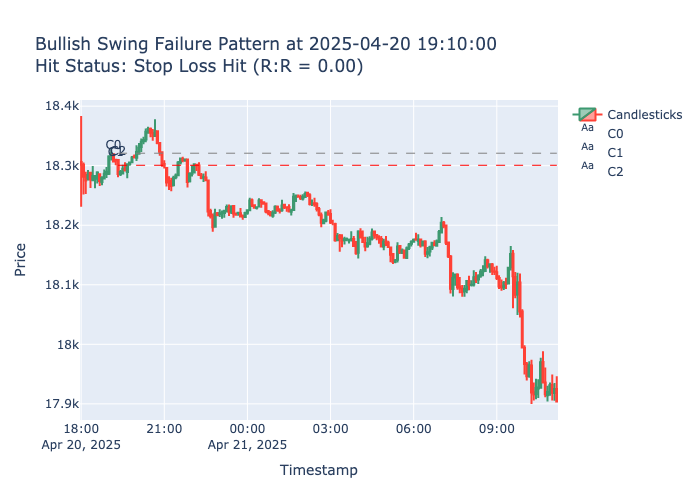 Bullish Swing Failure Pattern at 2025-04-20 19:10:00
Hit Status: Stop Loss Hit (R:R = 0.00)
18.4k
18.3k
18.2k
18.1k
18k
17.9k
Price
C0
C1
C2
18:00
Apr 20, 2025
21:00
00:00
Apr 21, 2025
03:00
06:00
09:00
Timestamp
Candlesticks
Aa C0
Aa C1
Aa C2